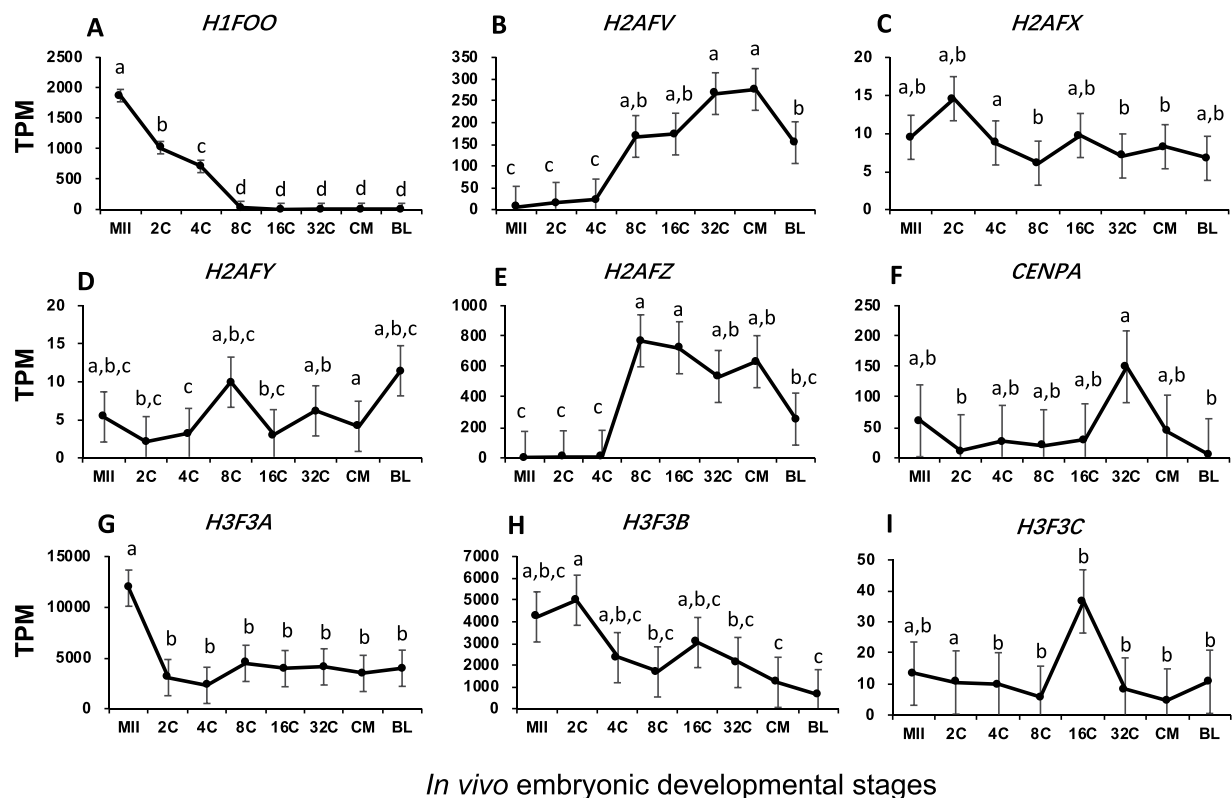 A H1FOO
TPM
2500
2000
1500
1000
500
0
a b c d d d d d
MII 2C 4C 8C 16C 32C CM BL
B H2AFV
350
300
250
200
150
100
50
0
c c c a,b a,b a a b
MII 2C 4C 8C 16C 32C CM BL
C H2AFX
20
15
10
5
0
a,b a,b a b a,b b b a,b
MII 2C 4C 8C 16C 32C CM BL
D H2AFY
TPM
20
15
10
5
0
a,b,c b,c c a,b,c b,c a,b a a,b,c
MII 2C 4C 8C 16C 32C CM BL
E H2AFZ
1000
800
600
400
200
0
c c c a a a,b a,b b,c
MII 2C 4C 8C 16C 32C CM BL
F CENPA
250
200
150
100
50
0
a,b b a,b a,b a,b a a,b b
MII 2C 4C 8C 16C 32C CM BL
G H3F3A
TPM
15000
10000
5000
0
a b b b b b b b
MII 2C 4C 8C 16C 32C CM BL
H H3F3B
7000
6000
5000
4000
3000
2000
1000
0
a,b,c a a,b,c b,c a,b,c b,c c c
MII 2C 4C 8C 16C 32C CM BL
I H3F3C
50
40
30
20
10
0
a,b a b b b b b b
MII 2C 4C 8C 16C 32C CM BL
In vivo embryonic developmental stages